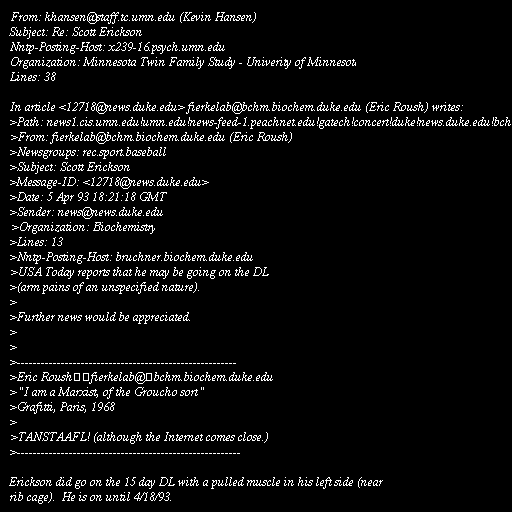 From: khansen@staff.tc.umn.edu (Kevin Hansen)
Subject: Re: Scott Erickson
Nntp-Posting-Host: x239-16.psych.umn.edu
Organization: Minnesota Twin Family Study - Univerity of Minnesota
Lines: 38

In article <12718@news.duke.edu> fierkelab@bchm.biochem.duke.edu (Eric Roush) writes:
>Path: news1.cis.umn.edu!umn.edu!news-feed-1.peachnet.edu!gatech!concert!duke!news.duke.edu!bch
>From: fierkelab@bchm.biochem.duke.edu (Eric Roush)
>Newsgroups: rec.sport.baseball
>Subject: Scott Erickson
>Message-ID: <12718@news.duke.edu>
>Date: 5 Apr 93 18:21:18 GMT
>Sender: news@news.duke.edu
>Organization: Biochemistry
>Lines: 13
>Nntp-Posting-Host: bruchner.biochem.duke.edu
>USA Today reports that he may be going on the DL
>(arm pains of an unspecified nature).
>
>Further news would be appreciated.
>
>
>
>-------------------------------------------------------
>Eric Roush□□fierkelab@□bchm.biochem.duke.edu
>"I am a Marxist, of the Groucho sort"
>Grafitti, Paris, 1968
>
>TANSTAAFL! (although the Internet comes close.)
>--------------------------------------------------------

Erickson did go on the 15 day DL with a pulled muscle in his left side (near
rib cage).  He is on until 4/18/93.